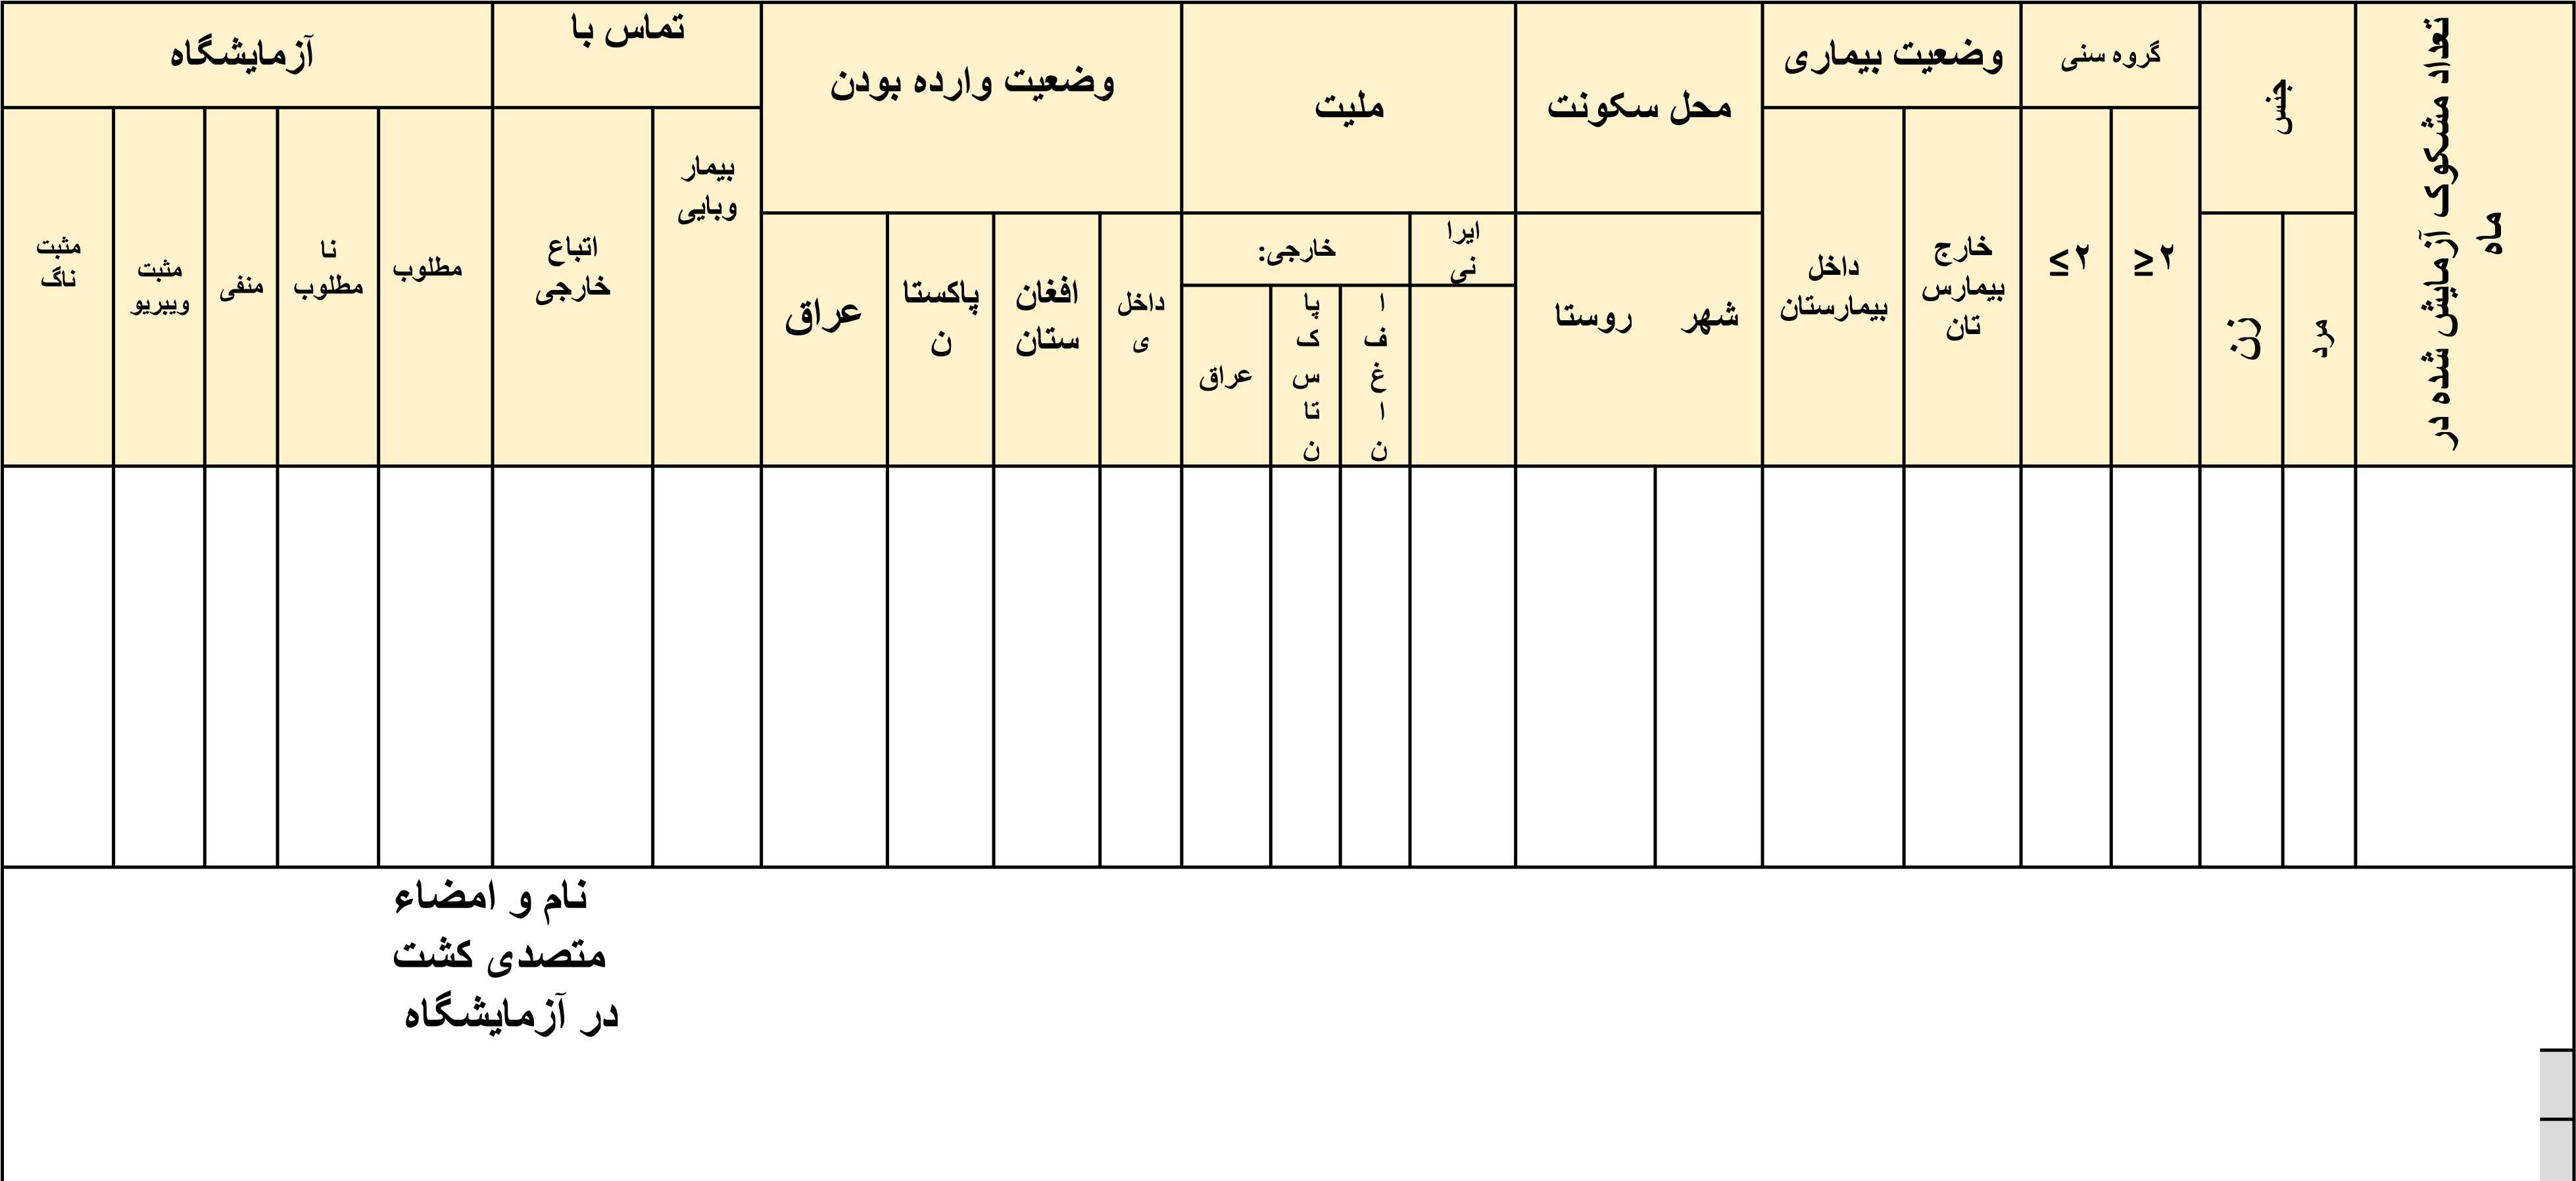 تعداد مشکوک آزمایش شده در
ماه
جنس
مرد
زن
گروه سنی
≥۲
≤۲
وضعیت بیماری
خارج
بیمارس
تان
داخل
بیمارستان
محل سکونت
شهر روستا
ملیت
ایرا
نی
خارجی:
ا
ف
غ
ا
ن
پا
ک
س
تا
ن
عراق
وضعیت وارده بودن
داخل
ی
افغان
ستان
پاکستا
ن
عراق
تماس با
بیمار
وبایی
اتباع
خارجی
آزمایشگاه
مطلوب
نا
مطلوب
منفی
مثبت
ویبریو
مثبت
ناگ
نام و امضاء
متصدی کشت
در آزمایشگاه